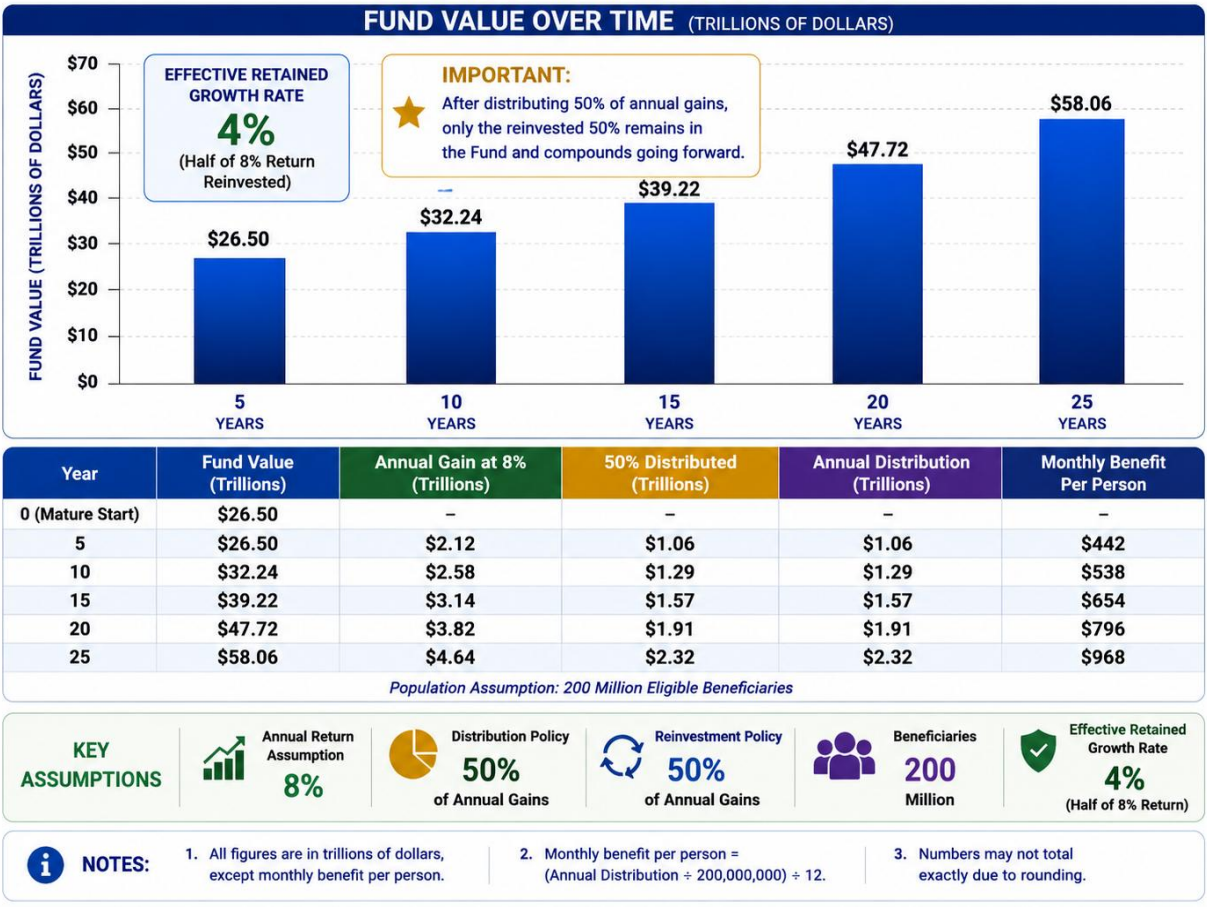 FUND VALUE OVER TIME (TRILLIONS OF DOLLARS)
FUND VALUE (TRILLIONS OF DOLLARS)
$70
$60
$50
$40
$30
$20
$10
$0
EFFECTIVE RETAINED
GROWTH RATE
4%
(Half of 8% Return
Reinvested)
IMPORTANT:
After distributing 50% of annual gains,
only the reinvested 50% remains in
the Fund and compounds going forward.
$26.50
$32.24
$39.22
$47.72
$58.06
5
YEARS
10
YEARS
15
YEARS
20
YEARS
25
YEARS
Year
Fund Value
(Trillions)
Annual Gain at 8%
(Trillions)
50% Distributed
(Trillions)
Annual Distribution
(Trillions)
Monthly Benefit
Per Person
0 (Mature Start) $26.50 – – – –
5 $26.50 $2.12 $1.06 $1.06 $442
10 $32.24 $2.58 $1.29 $1.29 $538
15 $39.22 $3.14 $1.57 $1.57 $654
20 $47.72 $3.82 $1.91 $1.91 $796
25 $58.06 $4.64 $2.32 $2.32 $968
Population Assumption: 200 Million Eligible Beneficiaries
KEY
ASSUMPTIONS
Annual Return
Assumption
8%
Distribution Policy
50%
of Annual Gains
Reinvestment Policy
50%
of Annual Gains
Beneficiaries
200
Million
Effective Retained
Growth Rate
4%
(Half of 8% Return)
i NOTES:
1. All figures are in trillions of dollars,
except monthly benefit per person.
2. Monthly benefit per person =
(Annual Distribution ÷ 200,000,000) ÷ 12.
3. Numbers may not total
exactly due to rounding.